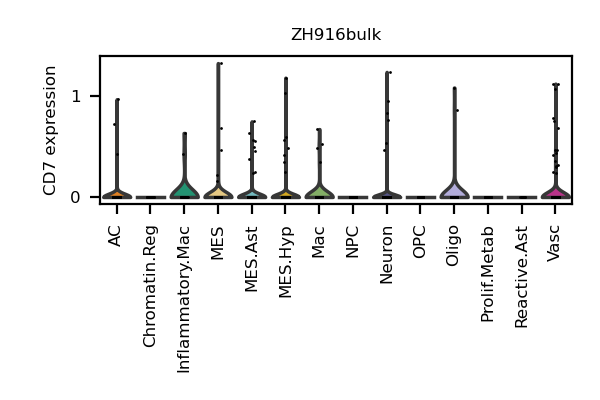 ZH916bulk
CD7 expression
1
0
AC
Chromatin.Reg
Inflammatory.Mac
MES
MES.Ast
MES.Hyp
Mac
NPC
Neuron
OPC
Oligo
Prolif.Metab
Reactive.Ast
Vasc